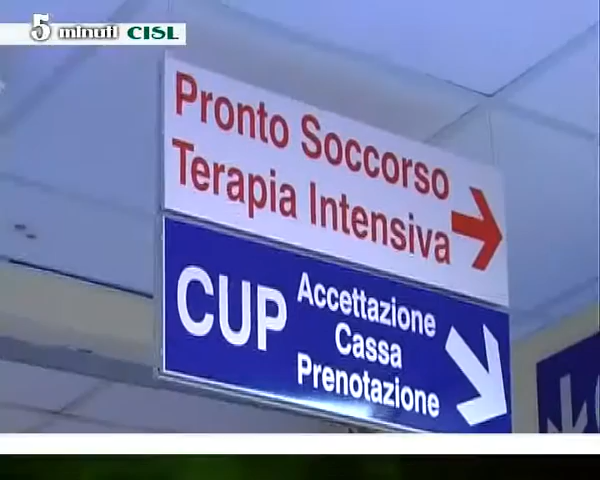 5 minuti CISL
Pronto Soccorso
Terapia Intensiva
CUP
Accettazione
Cassa
Prenotazione